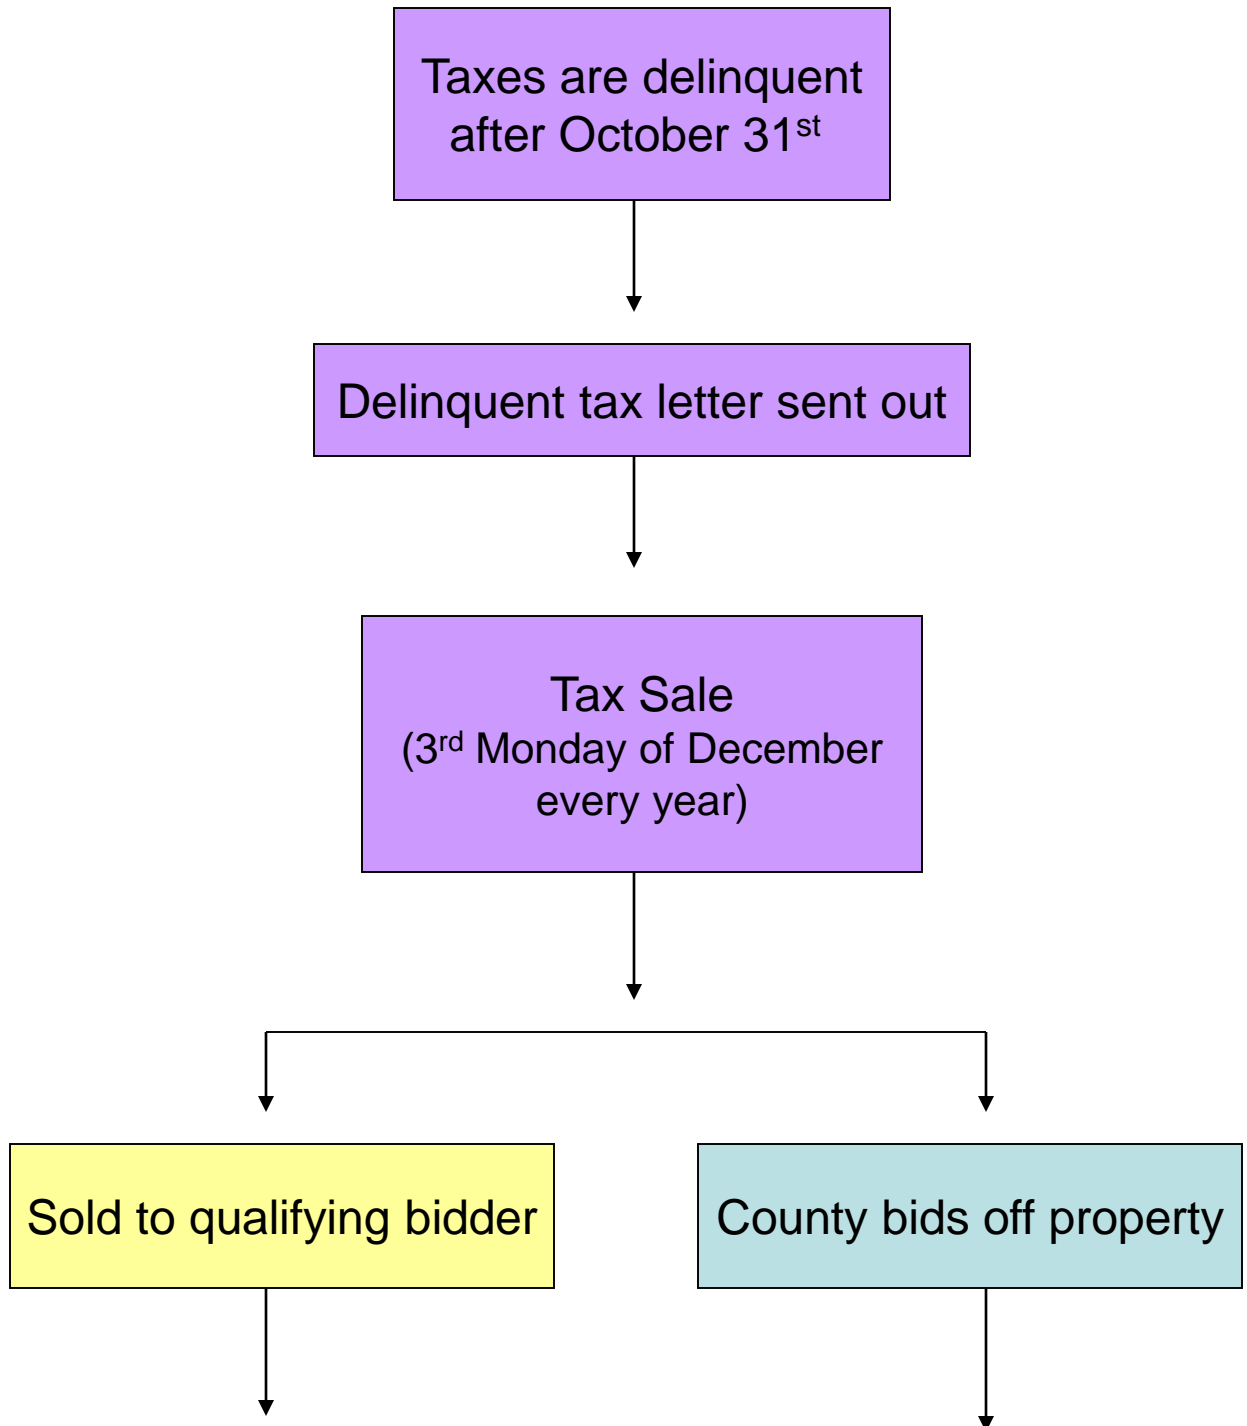 Taxes are delinquent
after October 31st
Delinquent tax letter sent out
Tax Sale
(3rd Monday of December
every year)
Sold to qualifying bidder
County bids off property